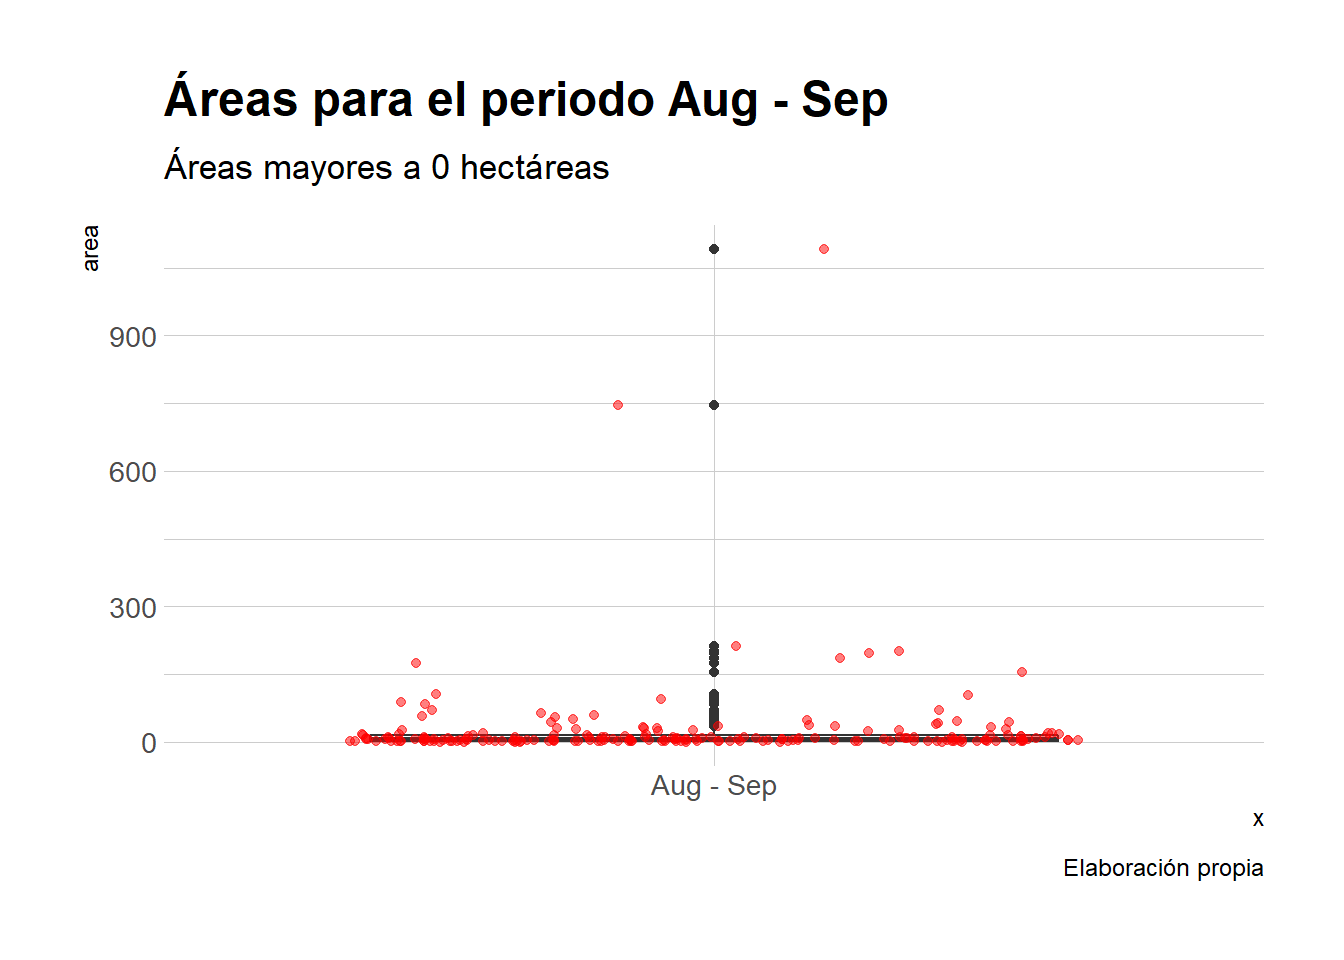 Áreas para el periodo Aug - Sep
Áreas mayores a 0 hectáreas
area
900
600
300
0
Aug - Sep
x
Elaboración propia